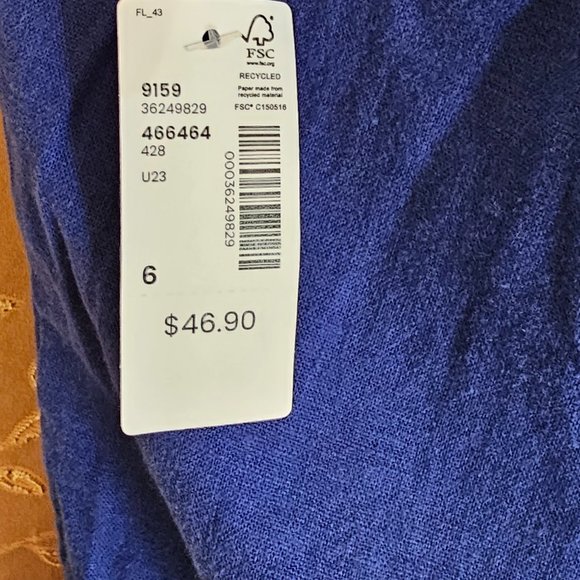 FL_43
FSC
www.fsc.org
RECYCLED
Paper made from
recycled material
FSC® C150516
9159
36249829
466464
428
U23
00036249829
6
$46.90